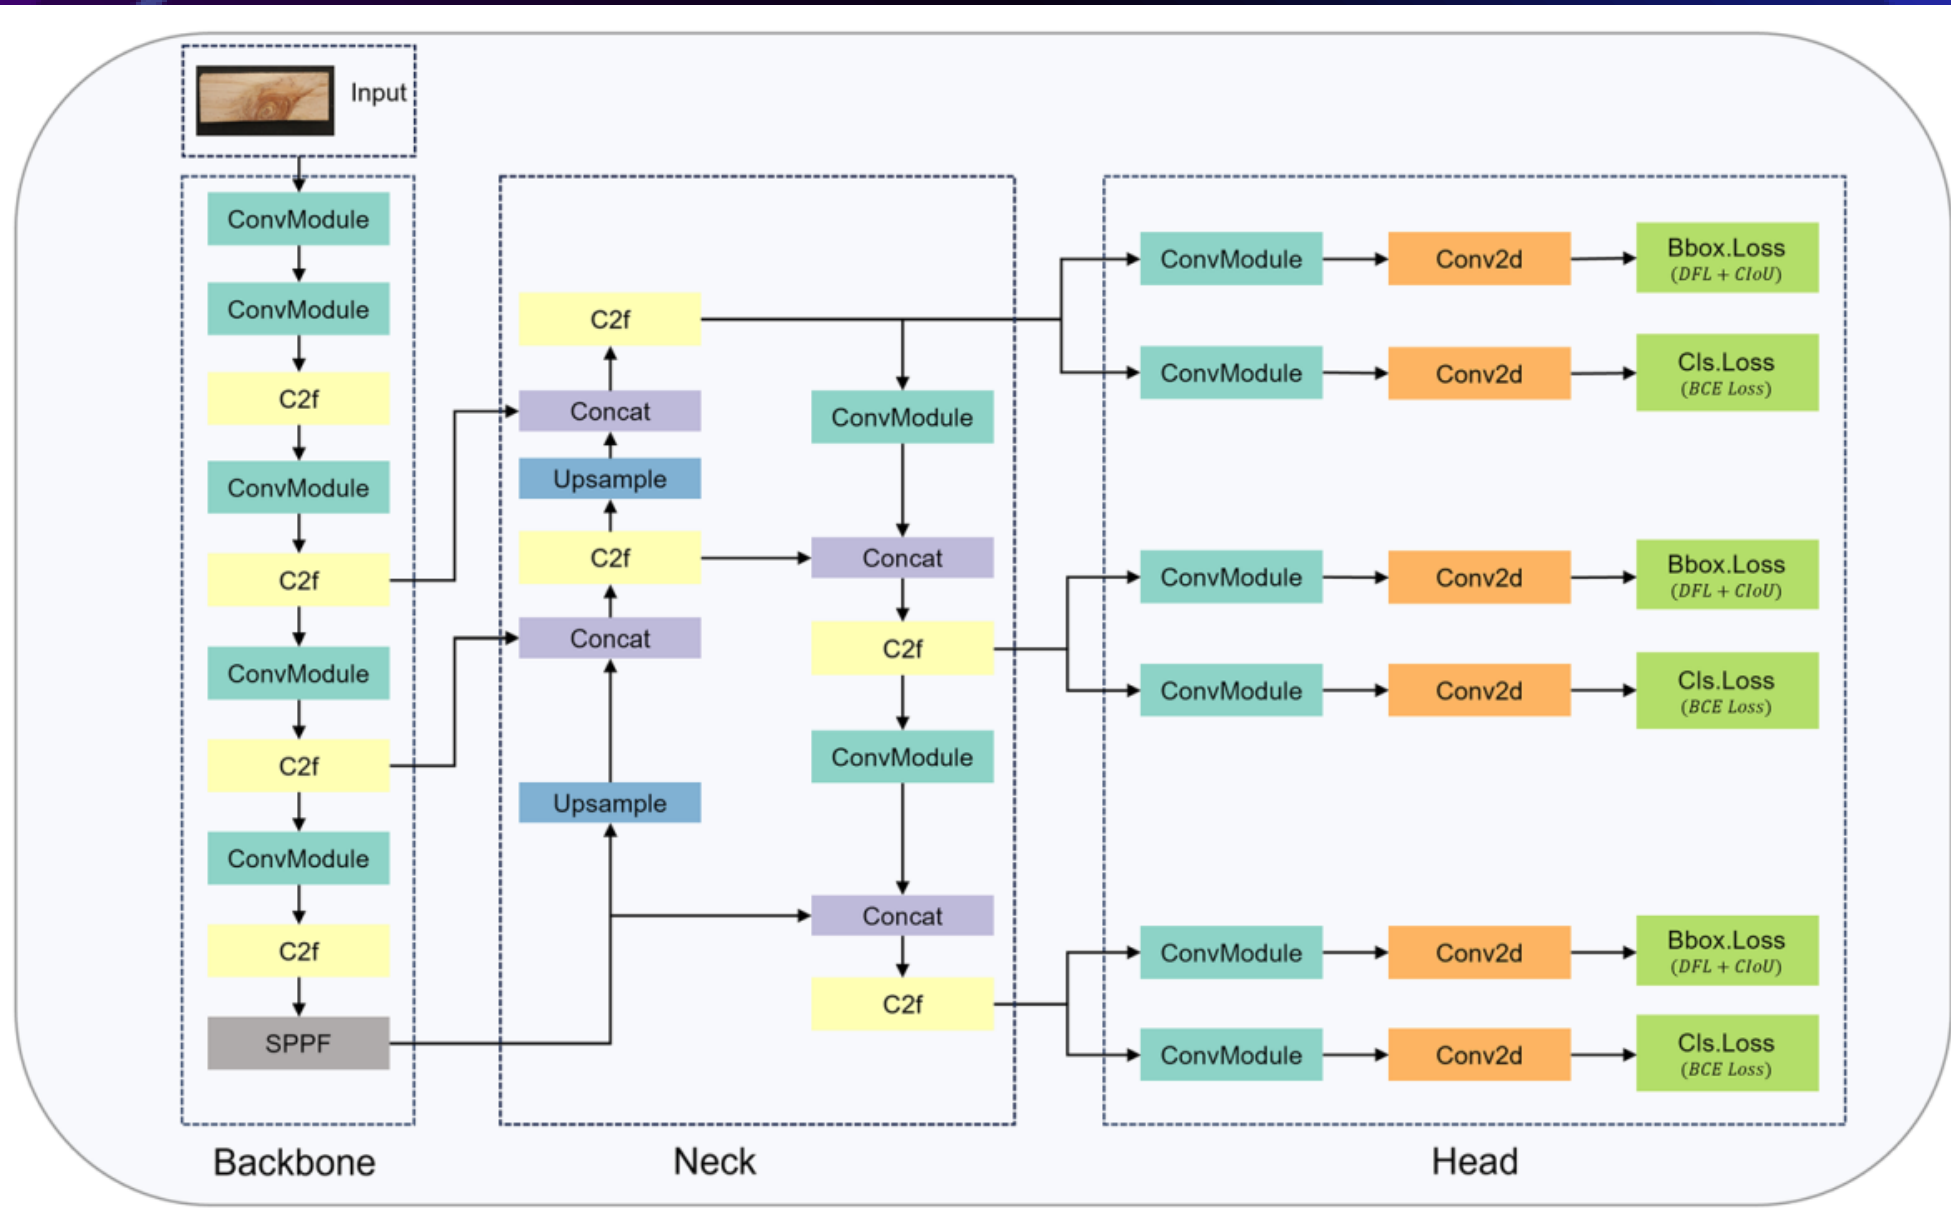 Input
ConvModule
ConvModule
C2f
ConvModule
C2f
ConvModule
C2f
ConvModule
C2f
SPPF
Backbone
C2f
Concat
Upsample
C2f
Concat
Upsample
ConvModule
Concat
C2f
ConvModule
Concat
C2f
Neck
ConvModule
Conv2d
Bbox.Loss
(DFL + CIoU)
ConvModule
Conv2d
Cls.Loss
(BCE Loss)
ConvModule
Conv2d
Bbox.Loss
(DFL + CIoU)
ConvModule
Conv2d
Cls.Loss
(BCE Loss)
ConvModule
Conv2d
Bbox.Loss
(DFL + CIoU)
ConvModule
Conv2d
Cls.Loss
(BCE Loss)
Head